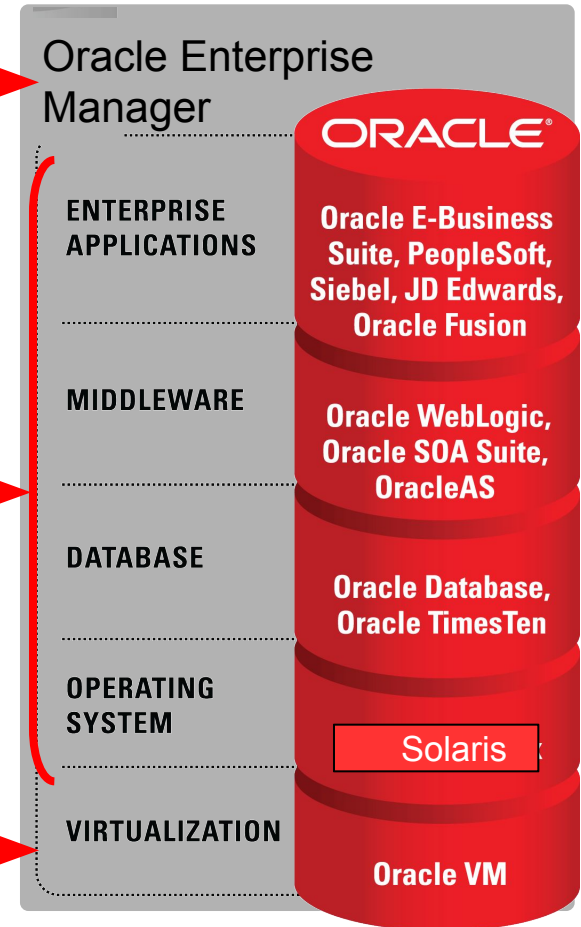 Oracle Enterprise
Manager
ORACLE®
ENTERPRISE
APPLICATIONS
Oracle E-Business
Suite, PeopleSoft,
Siebel, JD Edwards,
Oracle Fusion
MIDDLEWARE
Oracle WebLogic,
Oracle SOA Suite,
OracleAS
DATABASE
Oracle Database,
Oracle TimesTen
OPERATING
SYSTEM
Solaris
VIRTUALIZATION
Oracle VM